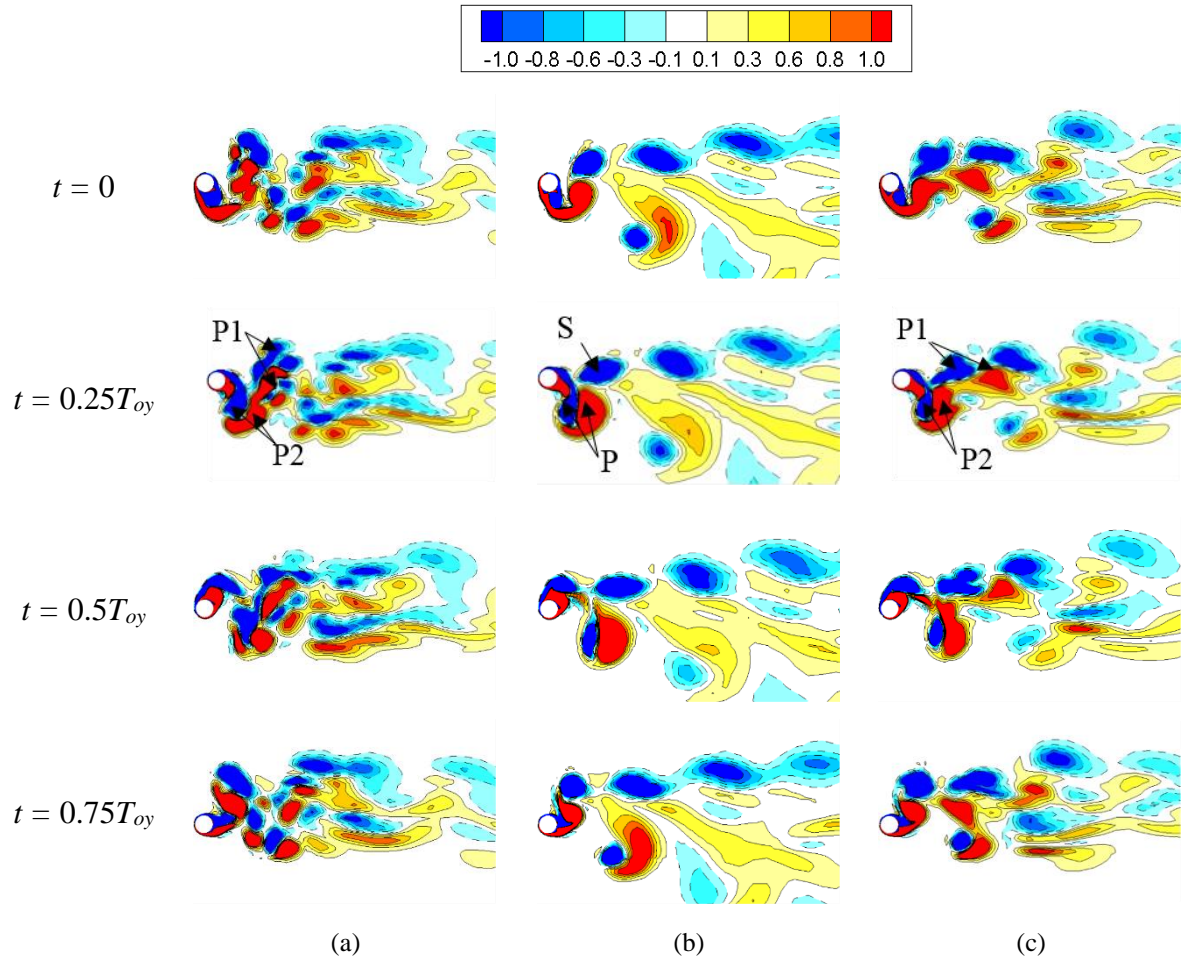 -1.0 -0.8 -0.6 -0.3 -0.1 0.1 0.3 0.6 0.8 1.0
t = 0
t = 0.25Toy
P1
P2
S
P
P1
P2
t = 0.5Toy
t = 0.75Toy
(a) (b) (c)